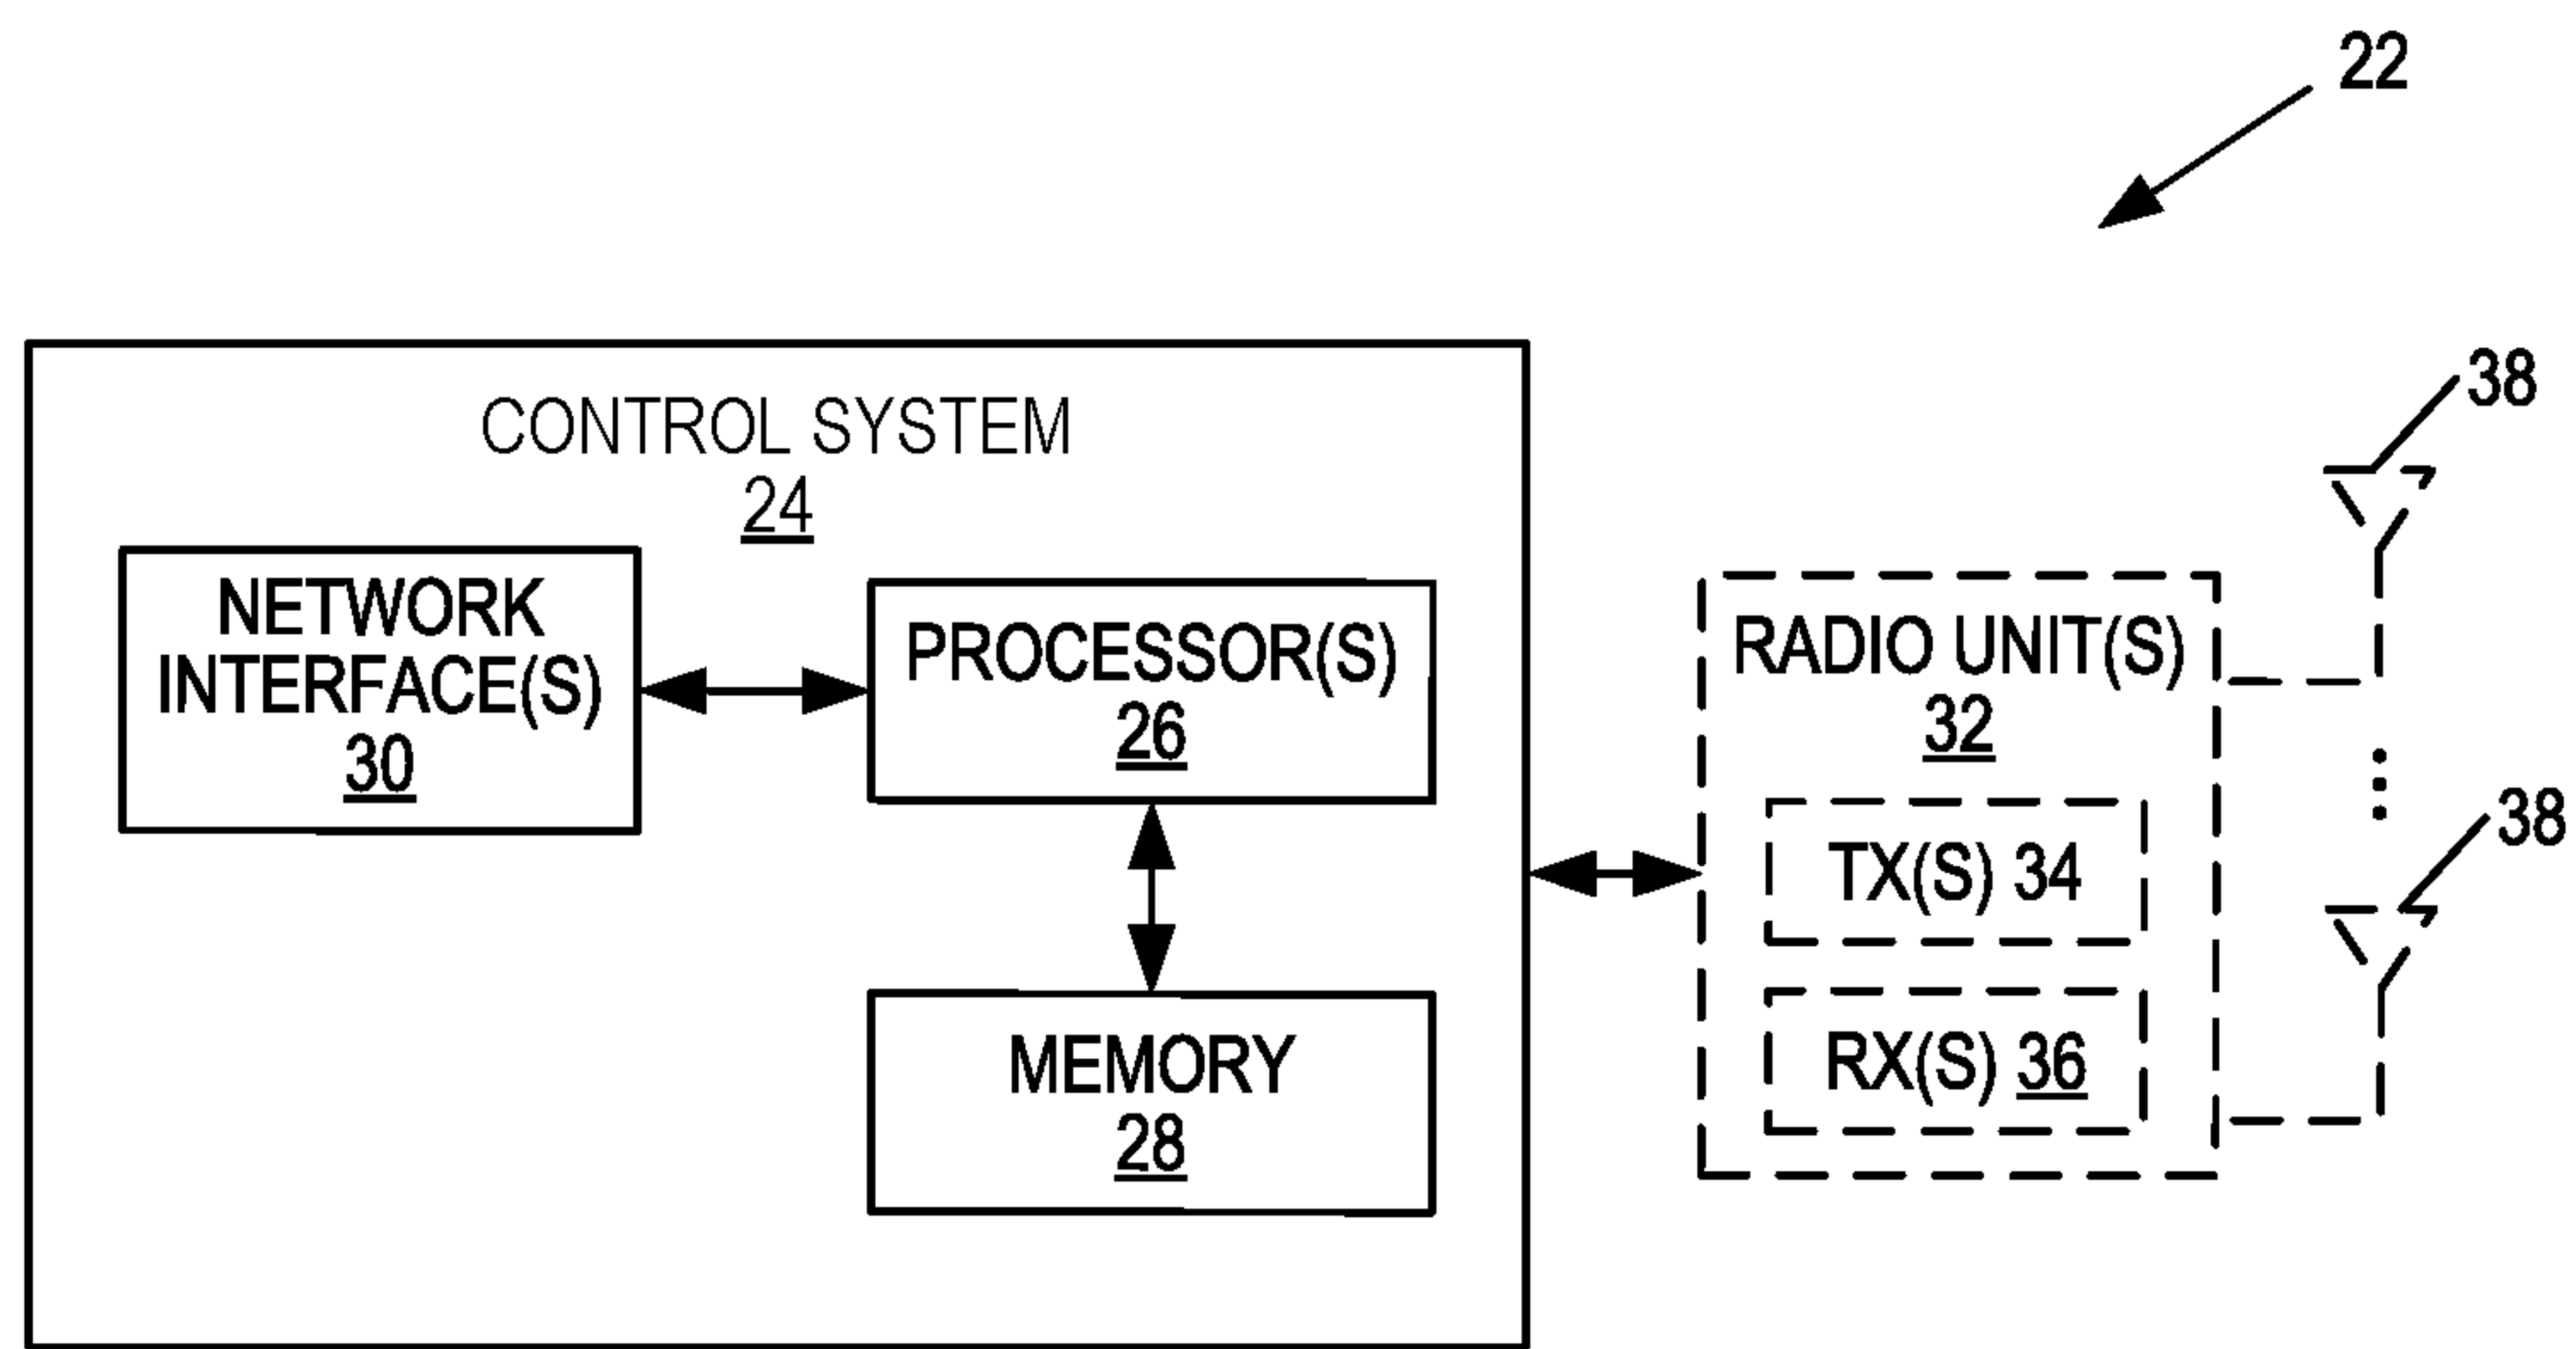 22
CONTROL SYSTEM
24
NETWORK
INTERFACE(S)
30
PROCESSOR(S)
26
MEMORY
28
RADIO UNIT(S)
32
TX(S) 34
RX(S) 36
38
38